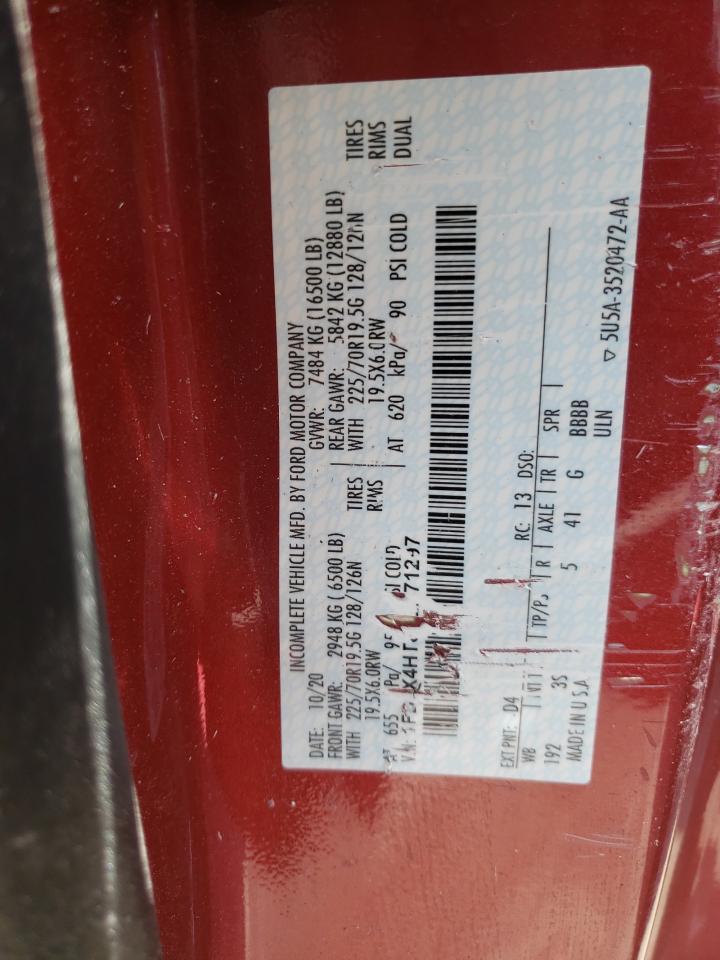 INCOMPLETE VEHICLE MFD. BY FORD MOTOR COMPANY
DATE: 10/20 GVWR: 7484 KG (16500 LB)
FRONT GAWR: 2948 KG ( 6500 LB) REAR GAWR: 5842 KG (12880 LB)
WITH 225/70R19.5G 128/126N TIRES WITH 225/70R19.5G 128/126N TIRES
19.5X6.0RW RIMS 19.5X6.0RW RIMS
AT 655 COLD AT 620 kPa/ 90 PSI COLD DUAL
EXT PNT: D4 RC: 13 DSO:
WB TP/PS R AXLE TR SPR
192 3S 5 41 G BBBB
MADE IN U S A ULN
▽ 5U5A-3520472-AA